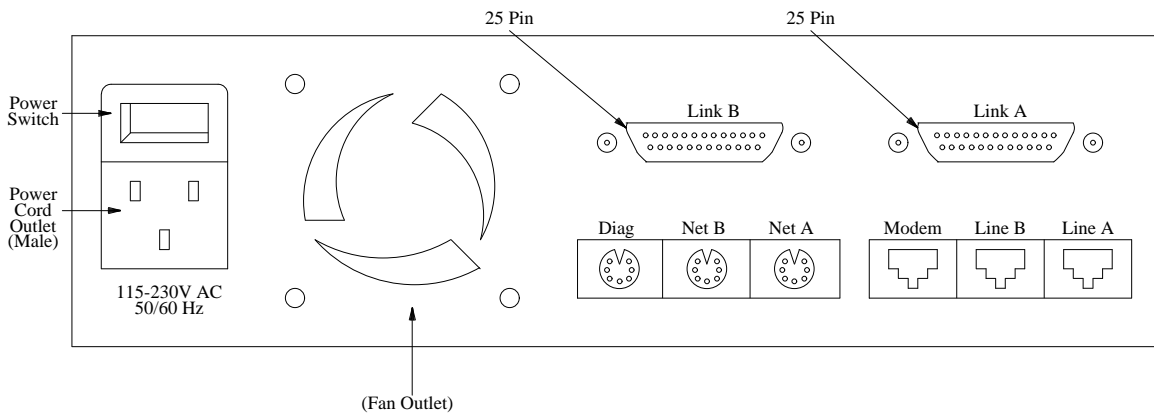 25 Pin
25 Pin
Power
Switch
Link B
Link A
Power
Cord
Outlet
(Male)
Diag
Net B
Net A
Modem
Line B
Line A
115-230V AC
50/60 Hz
(Fan Outlet)